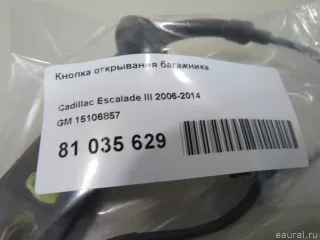 Кнопка открывания багажника
Cadillac Escalade III 2006-2014
GM 15106857
81 035 629
eaural.ru